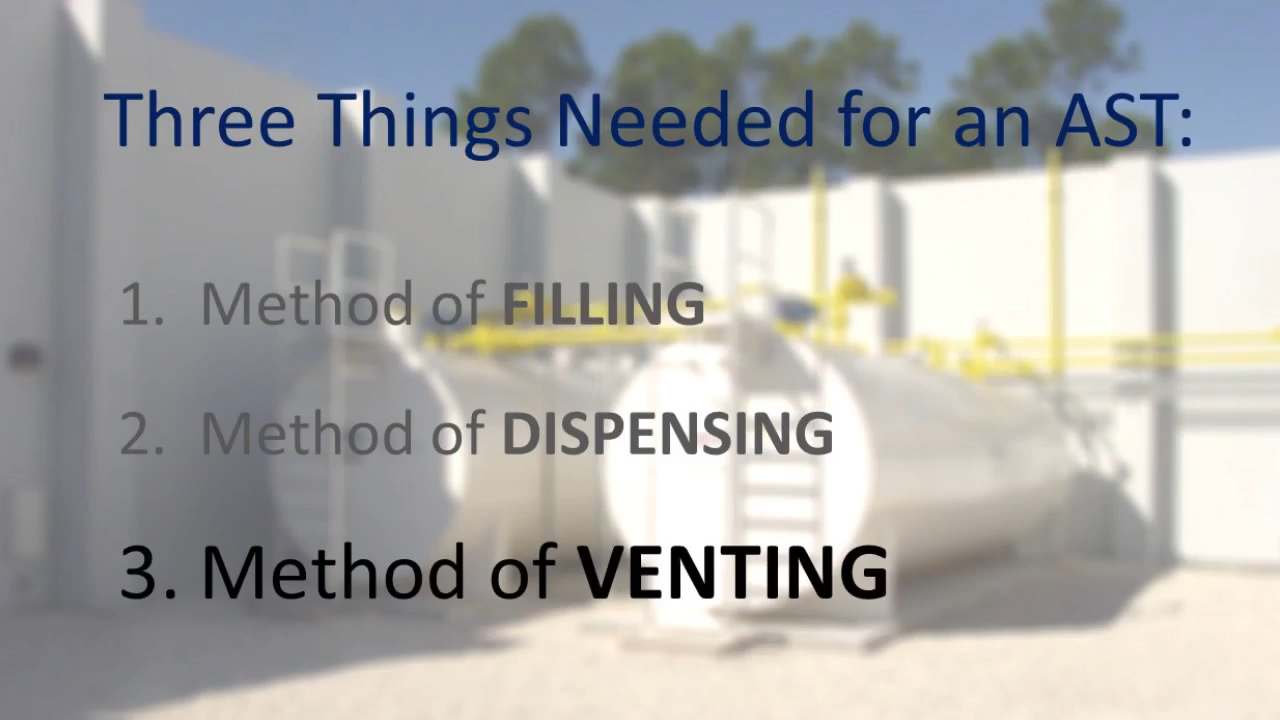 Three Things Needed for an AST:
1. Method of FILLING
2. Method of DISPENSING
3. Method of VENTING